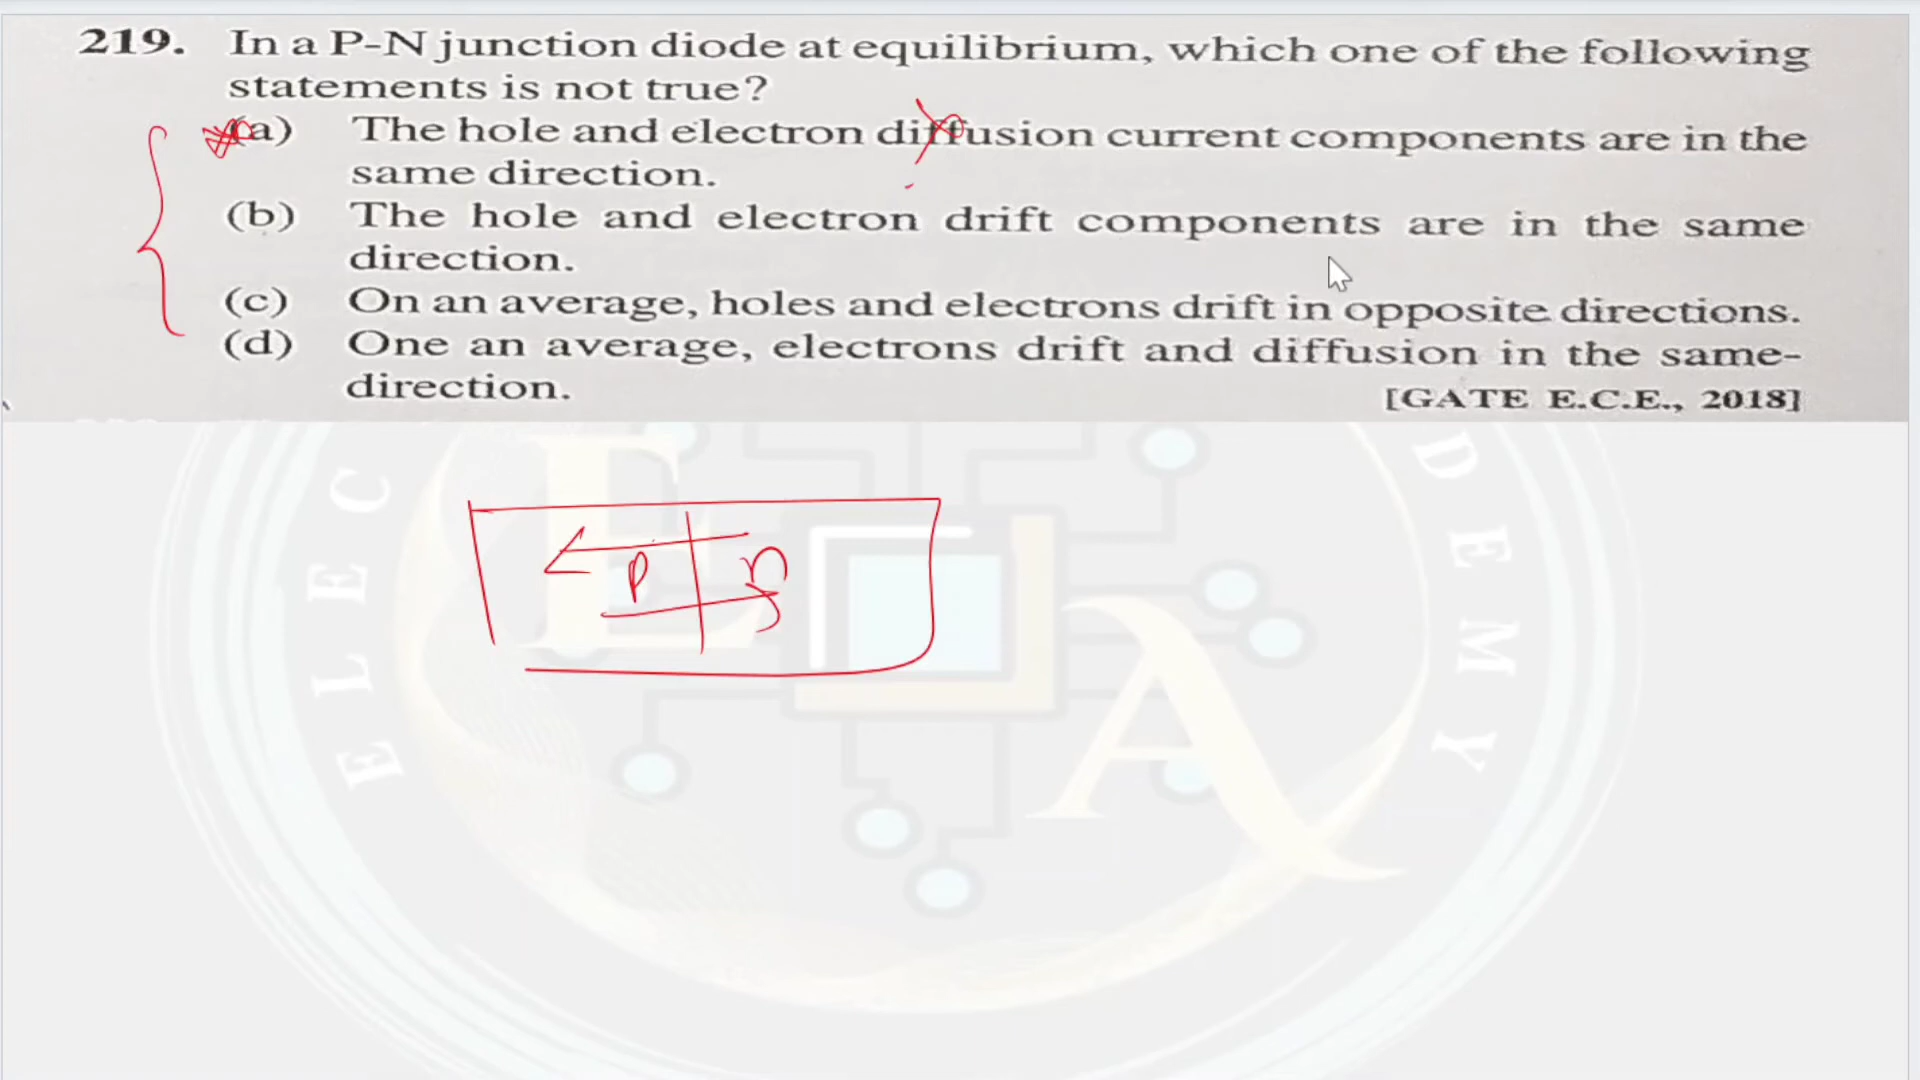 219. In a P-N junction diode at equilibrium, which one of the following
statements is not true?
(a) The hole and electron diffusion current components are in the
same direction.
(b) The hole and electron drift components are in the same
direction.
(c) On an average, holes and electrons drift in opposite directions.
(d) One an average, electrons drift and diffusion in the same-
direction.
[GATE E.C.E., 2018]
p n
ELEC
DEMY
E
A